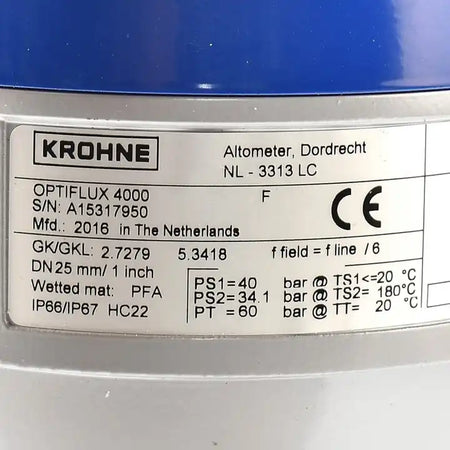 KROHNE
Altometer, Dordrecht
NL - 3313 LC
OPTIFLUX 4000 F
S/N: A15317950
Mfd.: 2016 in The Netherlands
CE
GK/GKL: 2.7279 5.3418 f field = f line / 6
DN25 mm/ 1 inch
Wetted mat: PFA
IP66/IP67 HC22
PS1= 40 bar @ TS1<=20 °C
PS2= 34.1 bar @ TS2= 180°C
PT = 60 bar @ TT= 20 °C